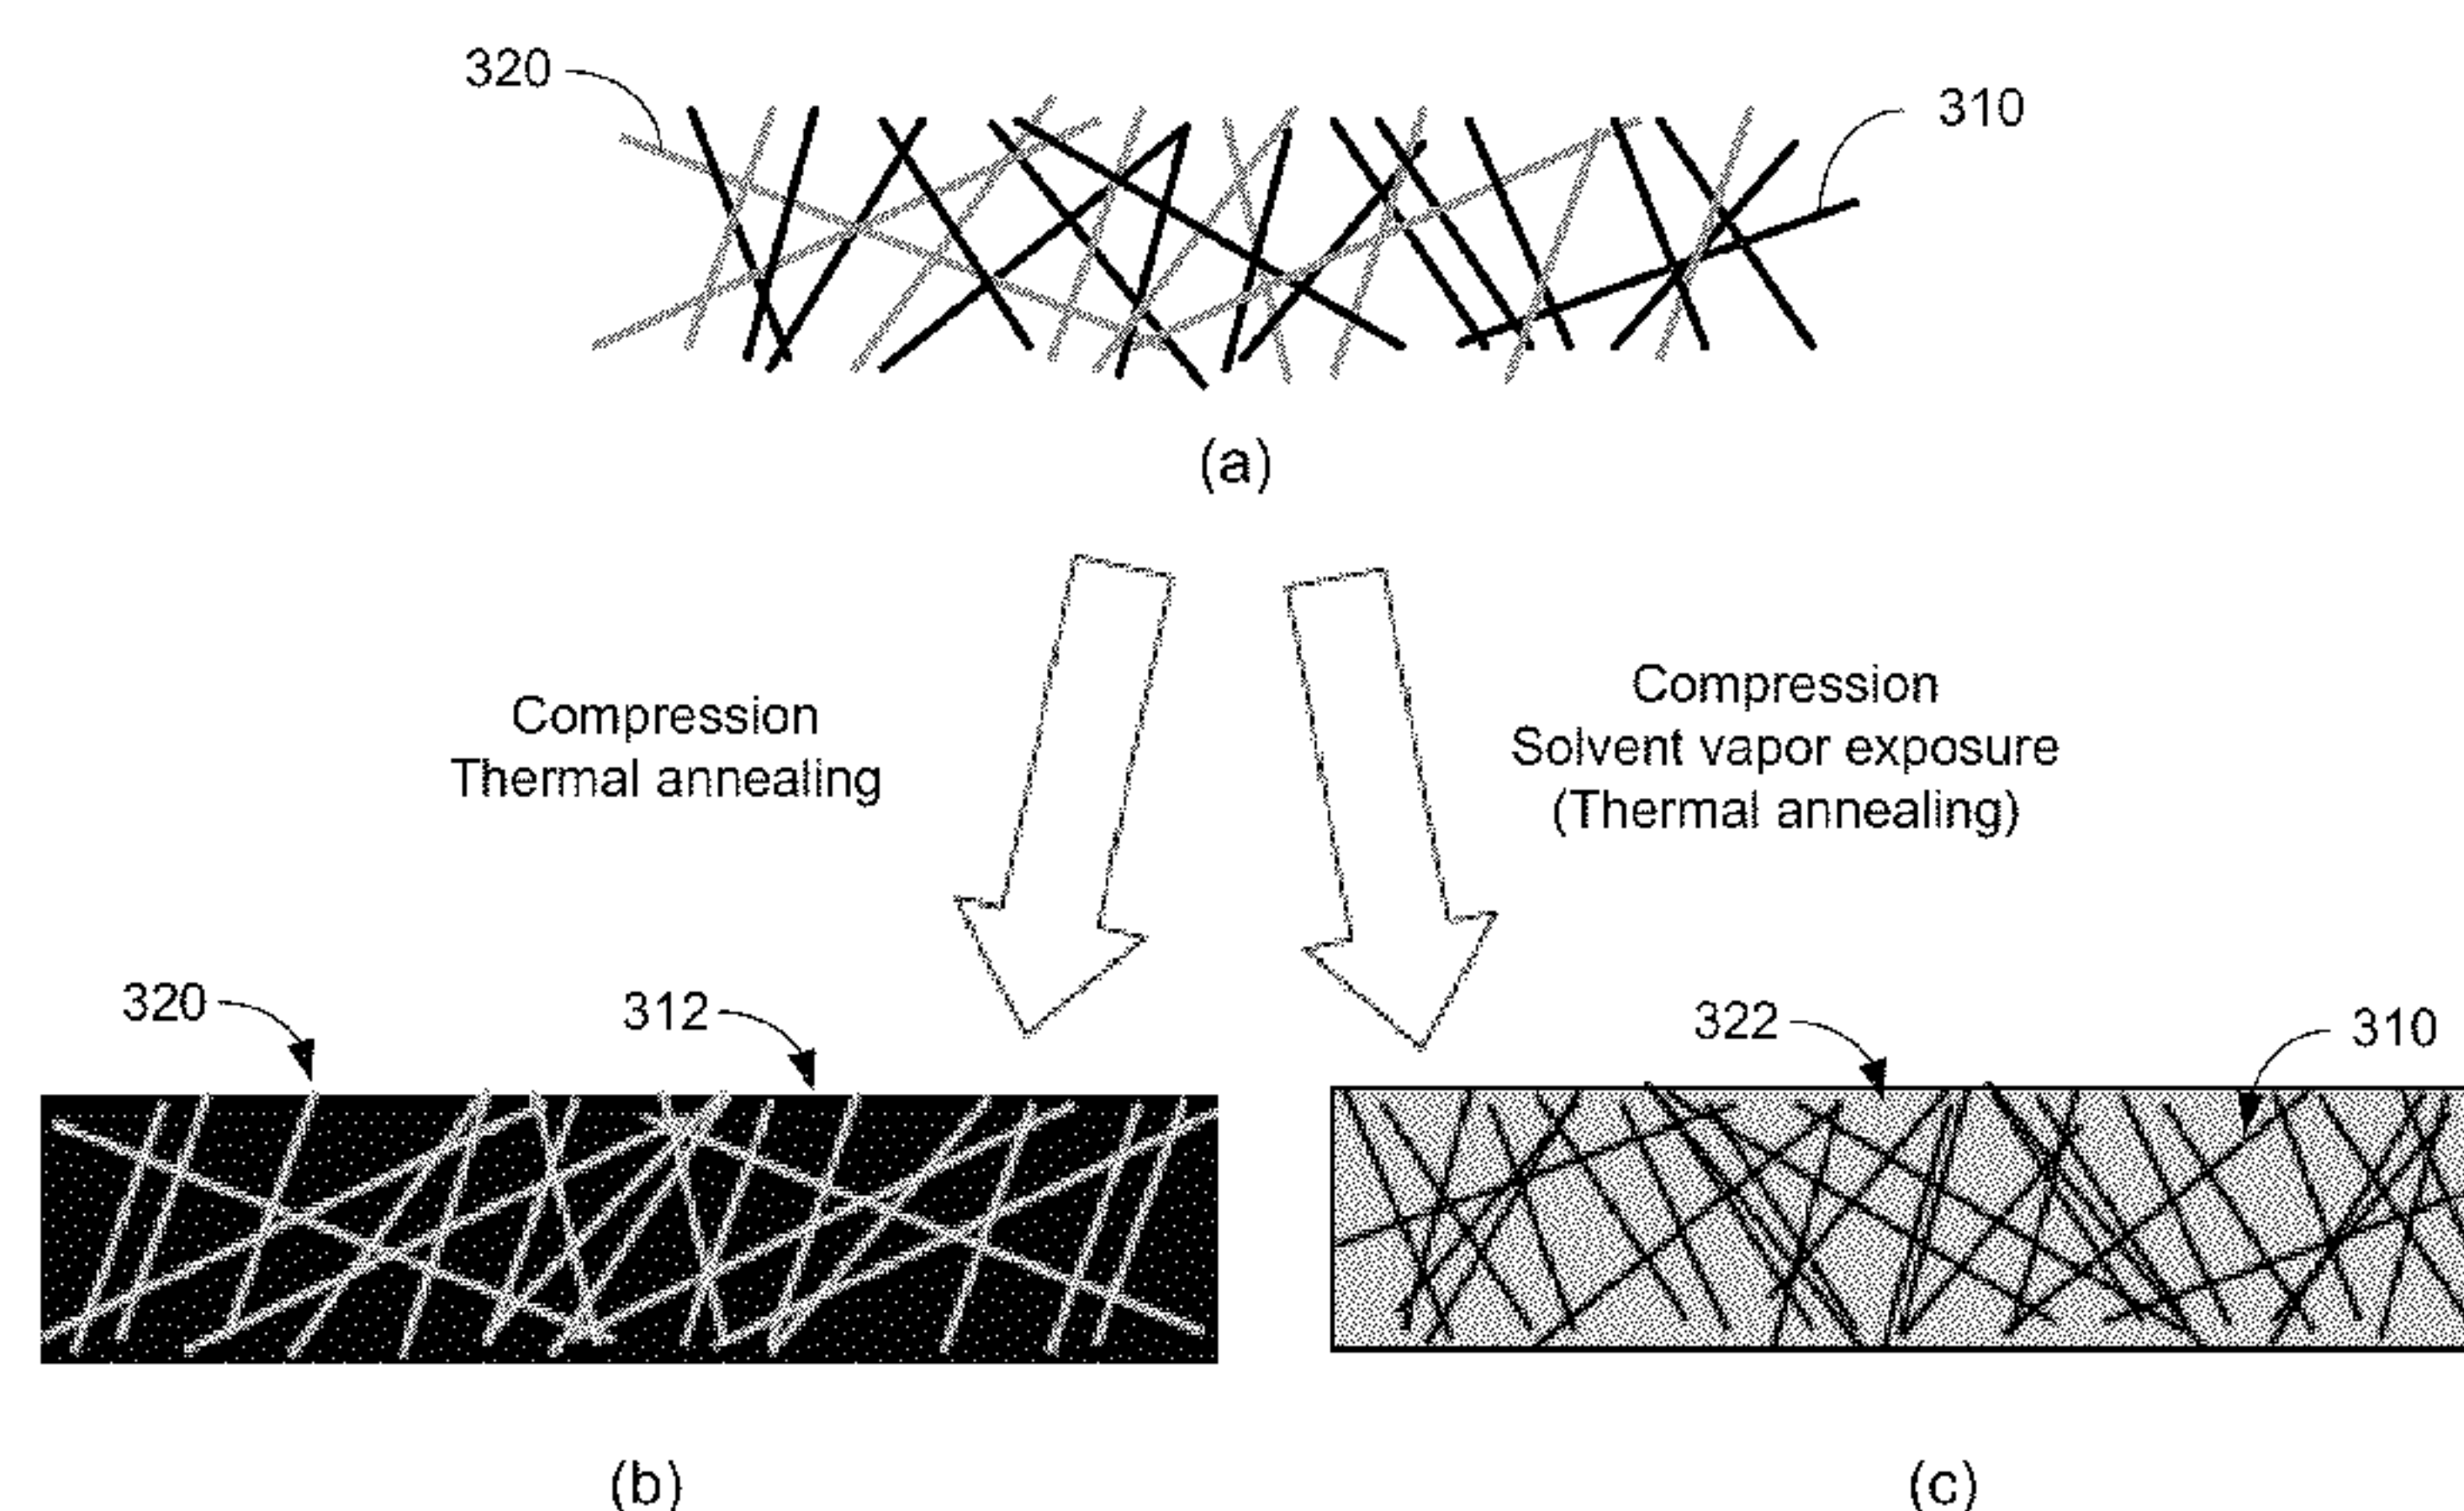 320
310
(a)
Compression
Thermal annealing
Compression
Solvent vapor exposure
(Thermal annealing)
320
312
322
310
(b)
(c)